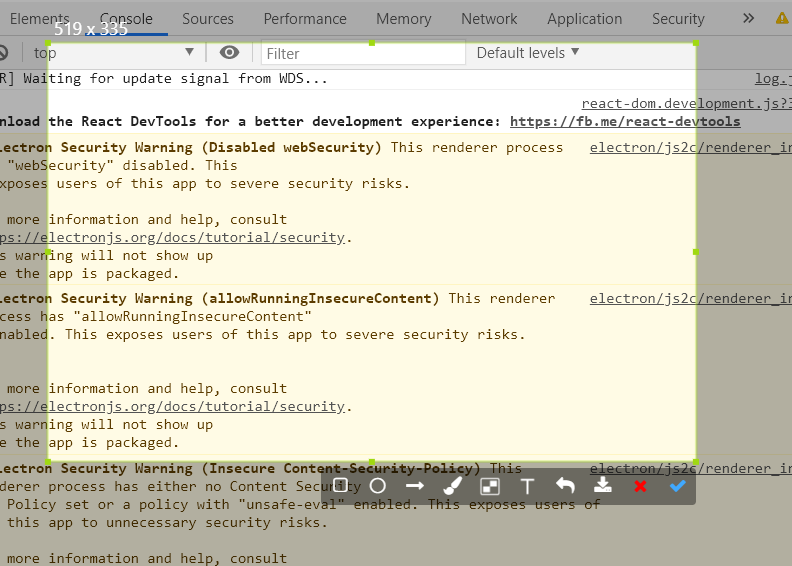 Elements Console Sources Performance Memory Network Application Security
519 x 335
top Filter Default levels
R] Waiting for update signal from WDS... log.j
react-dom.development.js?3
nload the React DevTools for a better development experience: https://fb.me/react-devtools
lectron Security Warning (Disabled webSecurity) This renderer process electron/js2c/renderer_in
"webSecurity" disabled. This
xposes users of this app to severe security risks.
more information and help, consult
ps://electronjs.org/docs/tutorial/security.
s warning will not show up
e the app is packaged.
lectron Security Warning (allowRunningInsecureContent) This renderer electron/js2c/renderer_in
cess has "allowRunningInsecureContent"
nabled. This exposes users of this app to severe security risks.
more information and help, consult
ps://electronjs.org/docs/tutorial/security.
s warning will not show up
e the app is packaged.
lectron Security Warning (Insecure Content-Security-Policy) This electron/js2c/renderer_in
derer process has either no Content Security
Policy set or a policy with "unsafe-eval" enabled. This exposes users of
this app to unnecessary security risks.
more information and help, consult